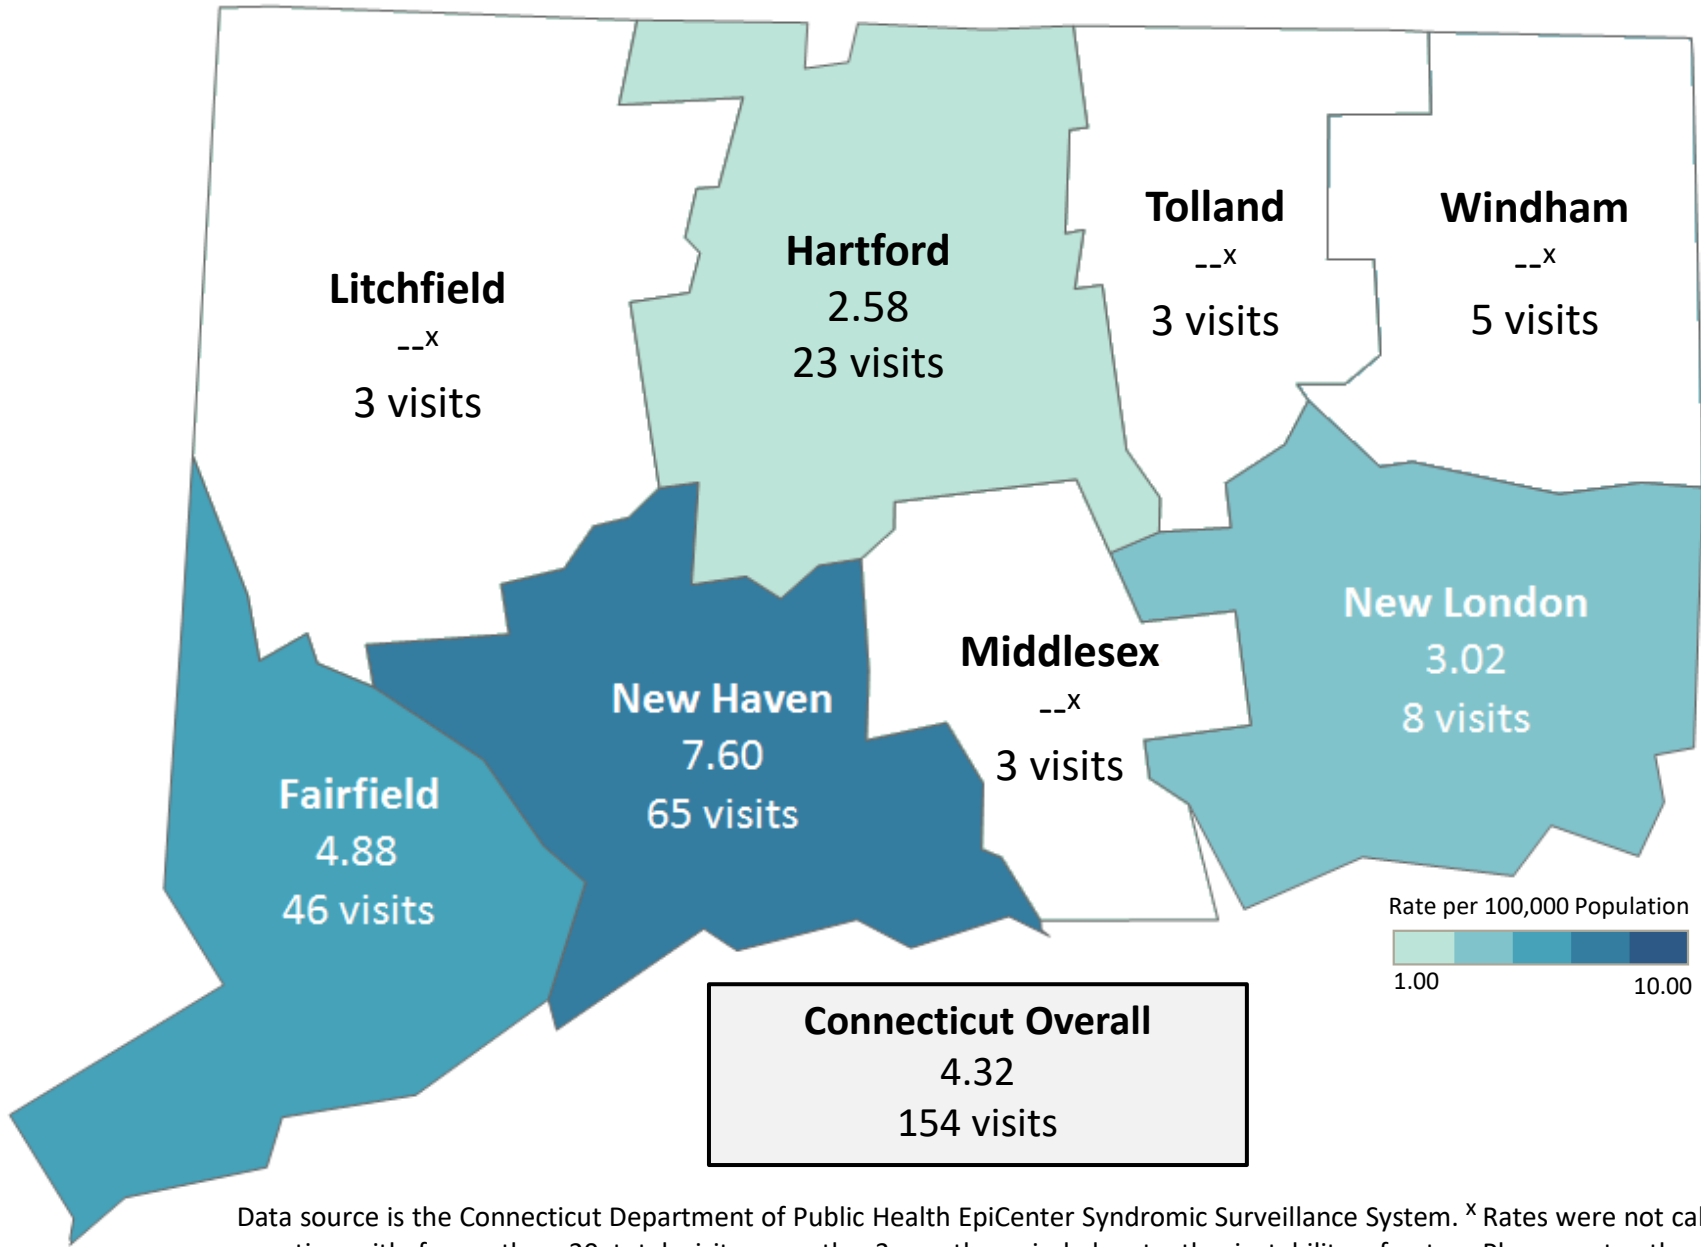 Litchfield
--ˣ
3 visits
Hartford
2.58
23 visits
Tolland
--ˣ
3 visits
Windham
--ˣ
5 visits
Fairfield
4.88
46 visits
New Haven
7.60
65 visits
Middlesex
--ˣ
3 visits
New London
3.02
8 visits
Rate per 100,000 Population
1.00
10.00
Connecticut Overall
4.32
154 visits
Data source is the Connecticut Department of Public Health EpiCenter Syndromic Surveillance System. ˣ Rates were not cal